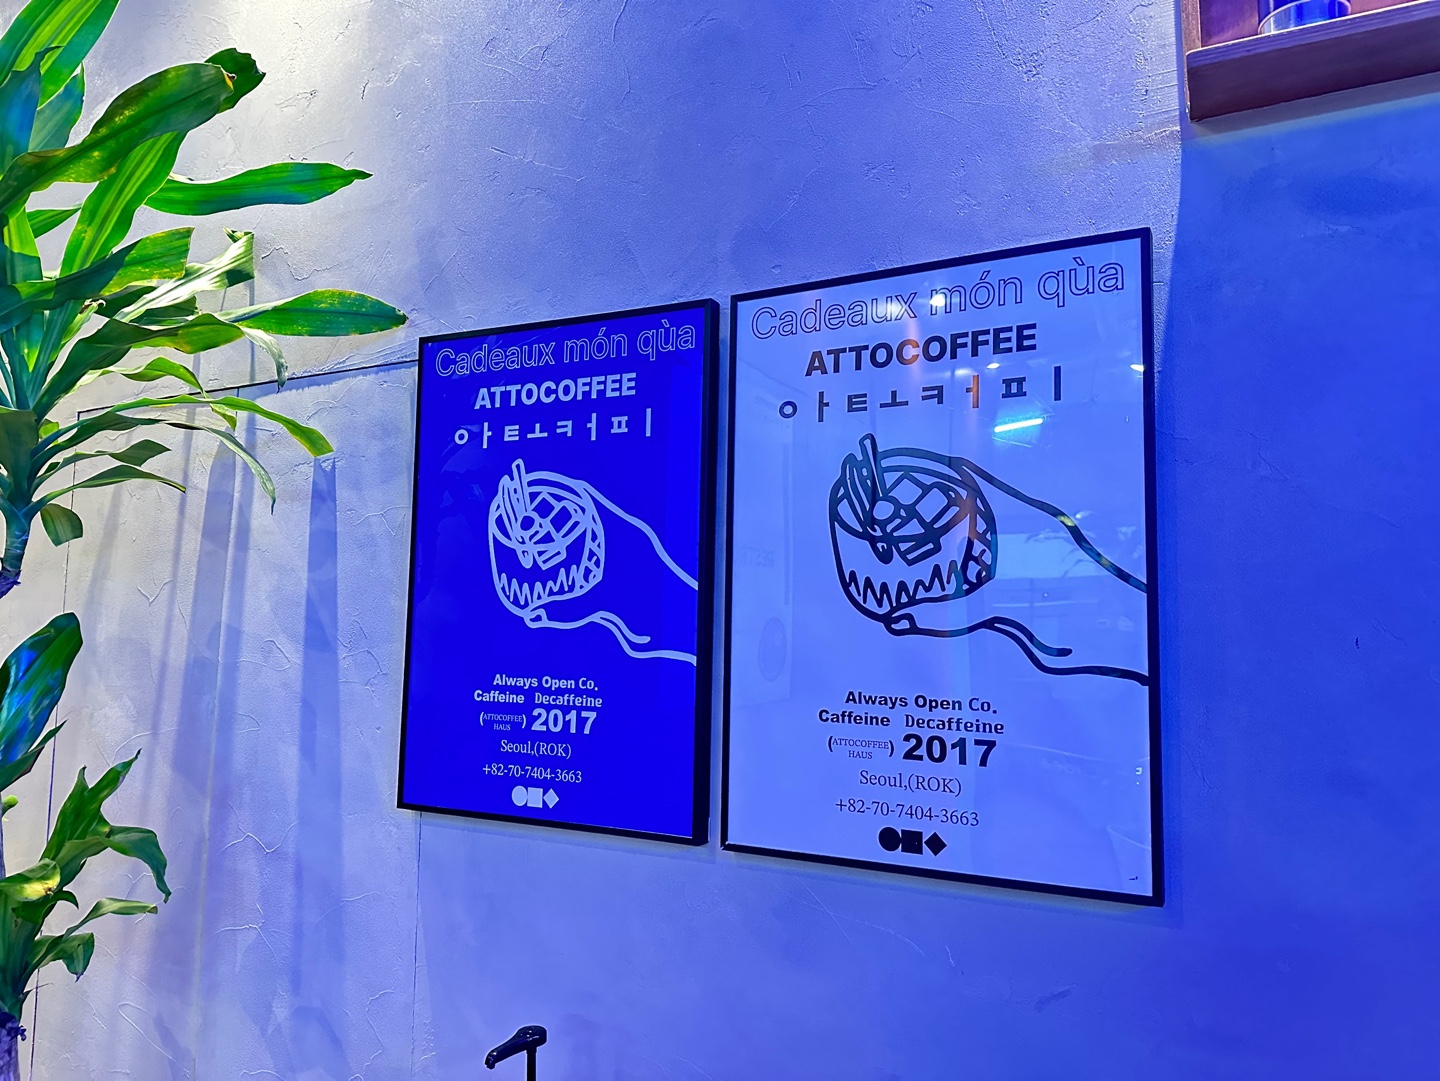 Cadeaux món qùa
ATTOCOFFEE
ㅇㅏㅌㅗㅋㅓㅍㅣ
Always Open Co.
Caffeine Decaffeine
(ATTOCOFFEE HAUS) 2017
Seoul,(ROK)
+82-70-7404-3663
Cadeaux món qùa
ATTOCOFFEE
ㅇㅏㅌㅗㅋㅓㅍㅣ
Always Open Co.
Caffeine Decaffeine
(ATTOCOFFEE HAUS) 2017
Seoul,(ROK)
+82-70-7404-3663